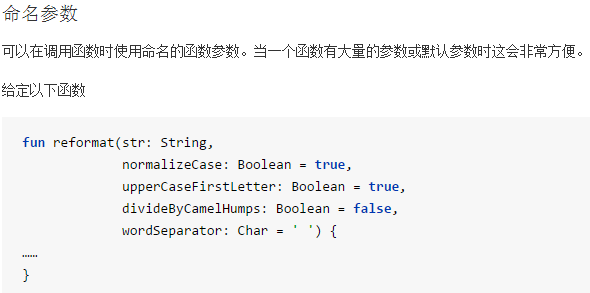 命名参数
可以在调用函数时使用命名的函数参数。当一个函数有大量的参数或默认参数时这会非常方便。
给定以下函数
fun reformat(str: String,
normalizeCase: Boolean = true,
upperCaseFirstLetter: Boolean = true,
divideByCamelHumps: Boolean = false,
wordSeparator: Char = ' ') {
……
}